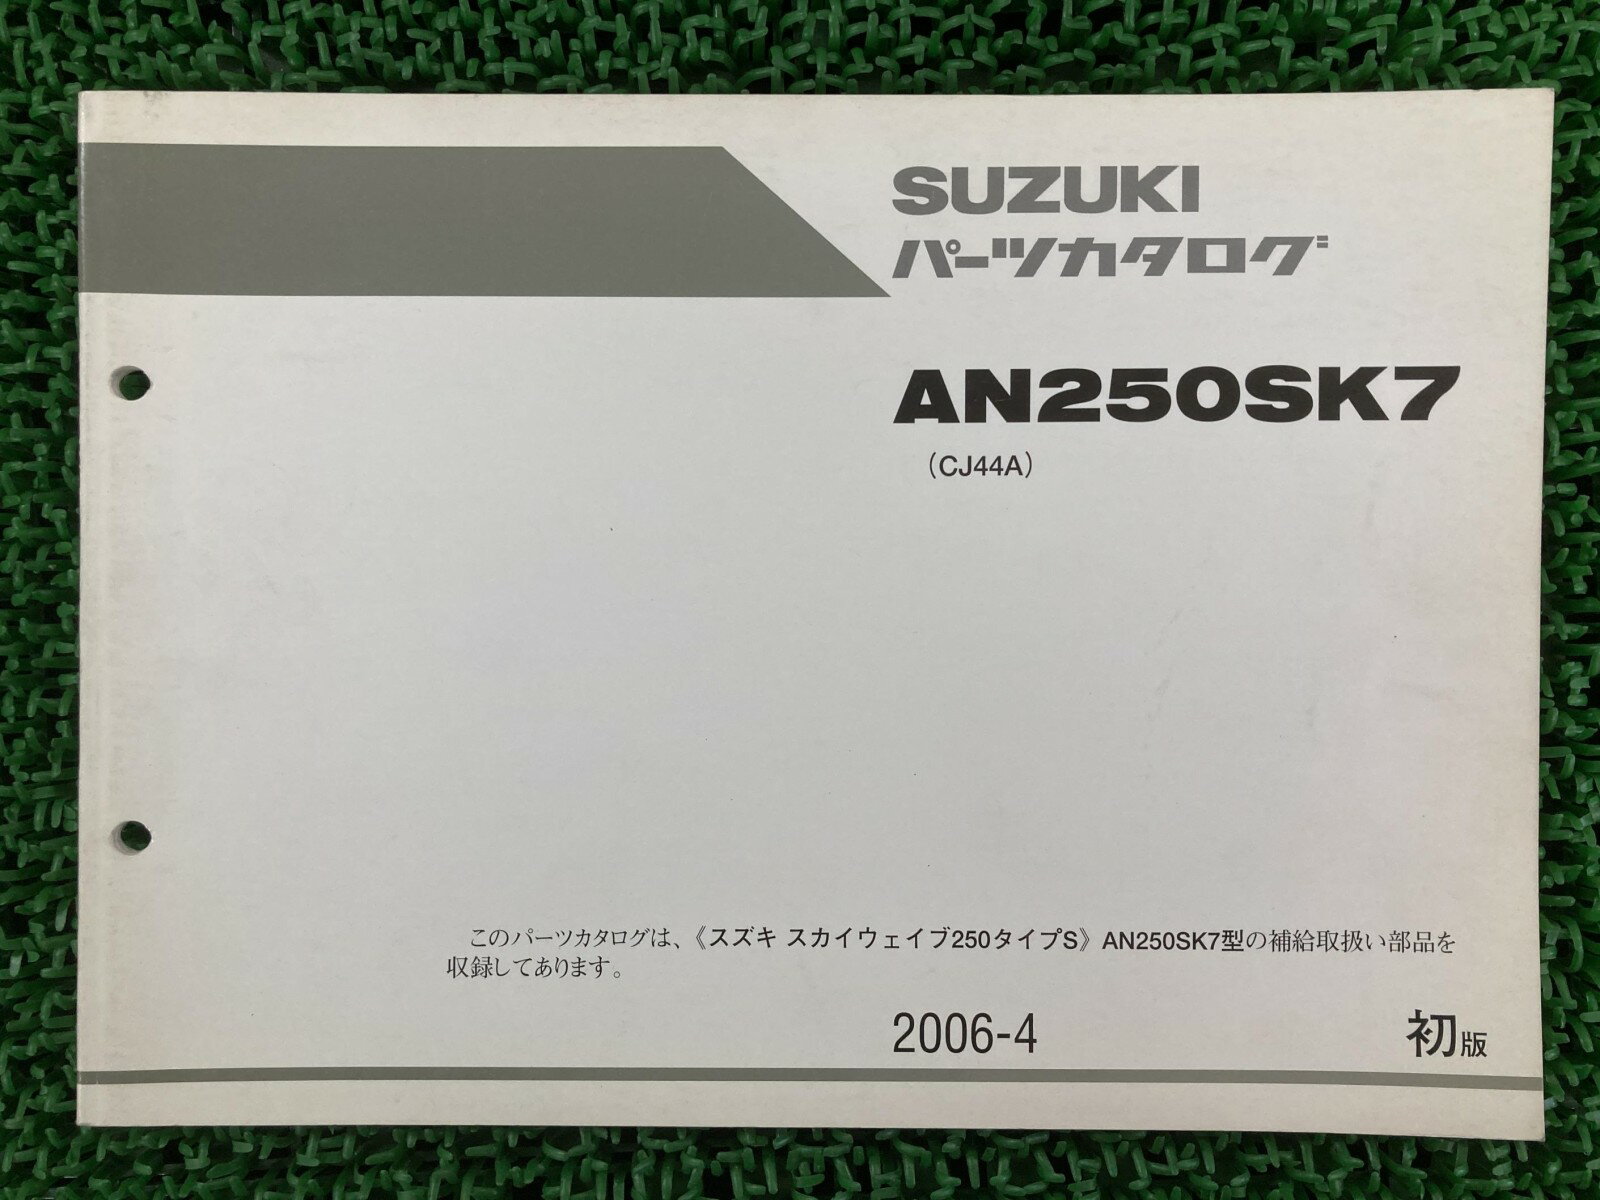 SUZUKI
パーツカタログ
AN250SK7
(CJ44A)
このパーツカタログは、《スズキ スカイウェイブ250タイプS》AN250SK7型の補給取扱い部品を
収録してあります。
2006-4 初版